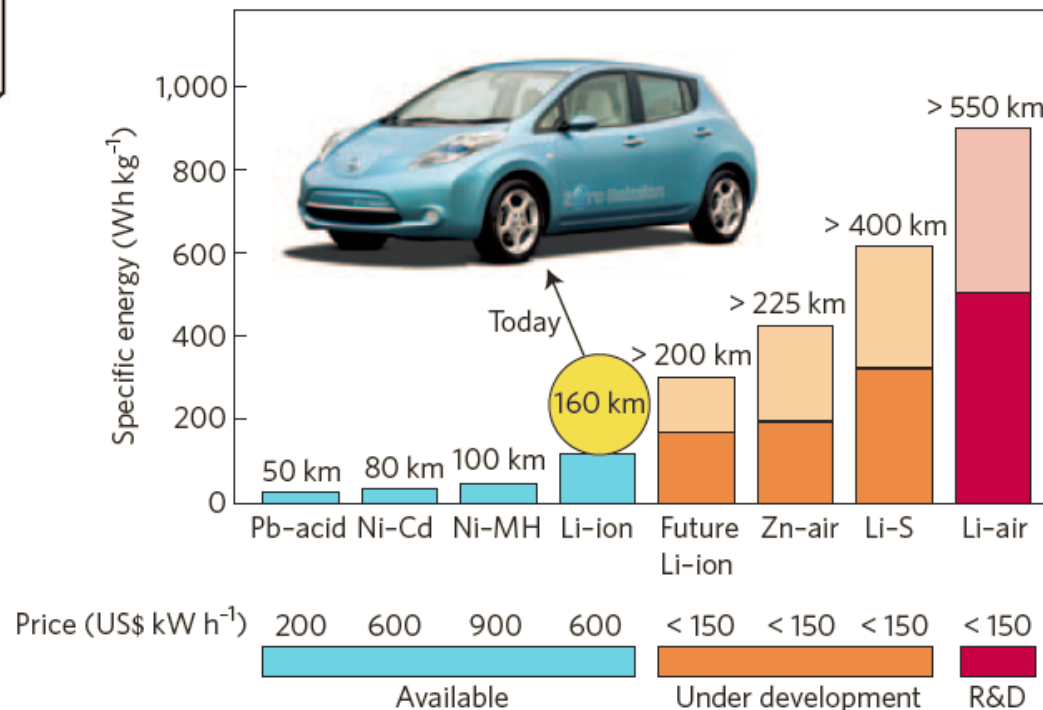 Specific energy (Wh kg⁻¹)
1,000
800
600
400
200
0
> 550 km
> 400 km
> 225 km
> 200 km
Today
160 km
50 km
80 km
100 km
Pb-acid
Ni-Cd
Ni-MH
Li-ion
Future
Li-ion
Zn-air
Li-S
Li-air
Price (US$ kW h⁻¹) 200 600 900 600 < 150 < 150 < 150 < 150
Available Under development R&D